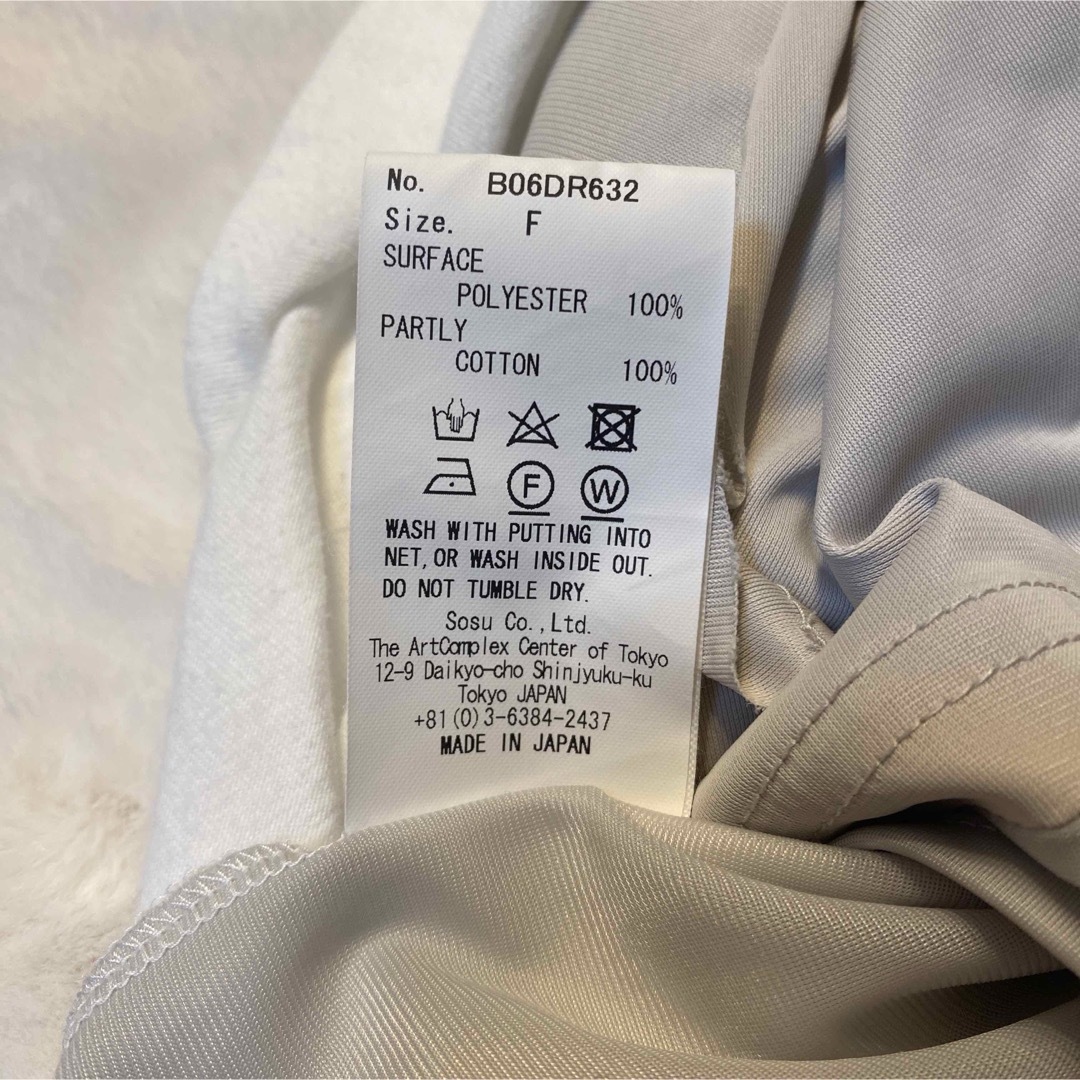 No. B06DR632
Size. F
SURFACE
POLYESTER 100%
PARTLY
COTTON 100%
F W
WASH WITH PUTTING INTO
NET, OR WASH INSIDE OUT.
DO NOT TUMBLE DRY.
Sosu Co.,Ltd.
The ArtComplex Center of Tokyo
12-9 Daikyo-cho Shinjyuku-ku
Tokyo JAPAN
+81(0)3-6384-2437
MADE IN JAPAN